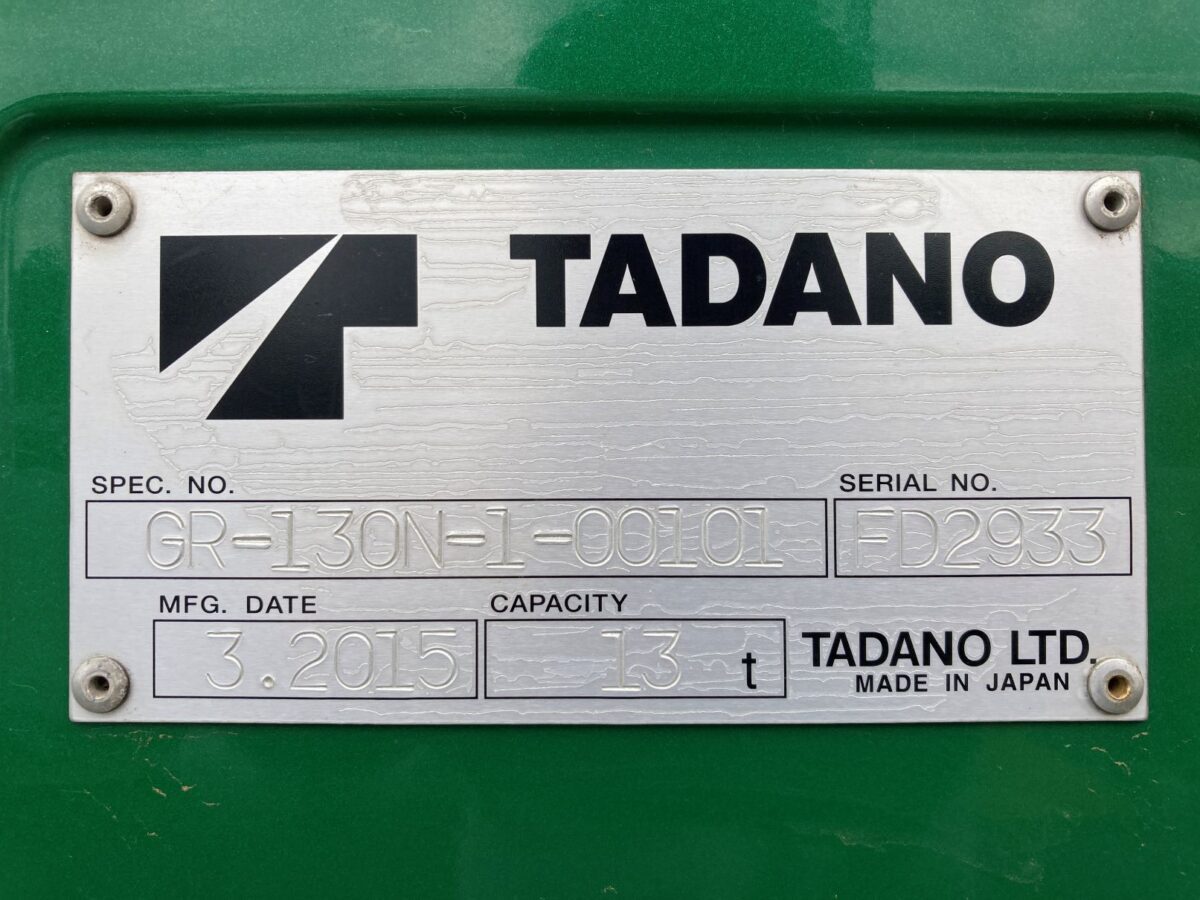 TADANO
SPEC. NO. SERIAL NO.
GR-130N-1-00101 FD2933
MFG. DATE CAPACITY
3.2015 13 t TADANO LTD.
MADE IN JAPAN